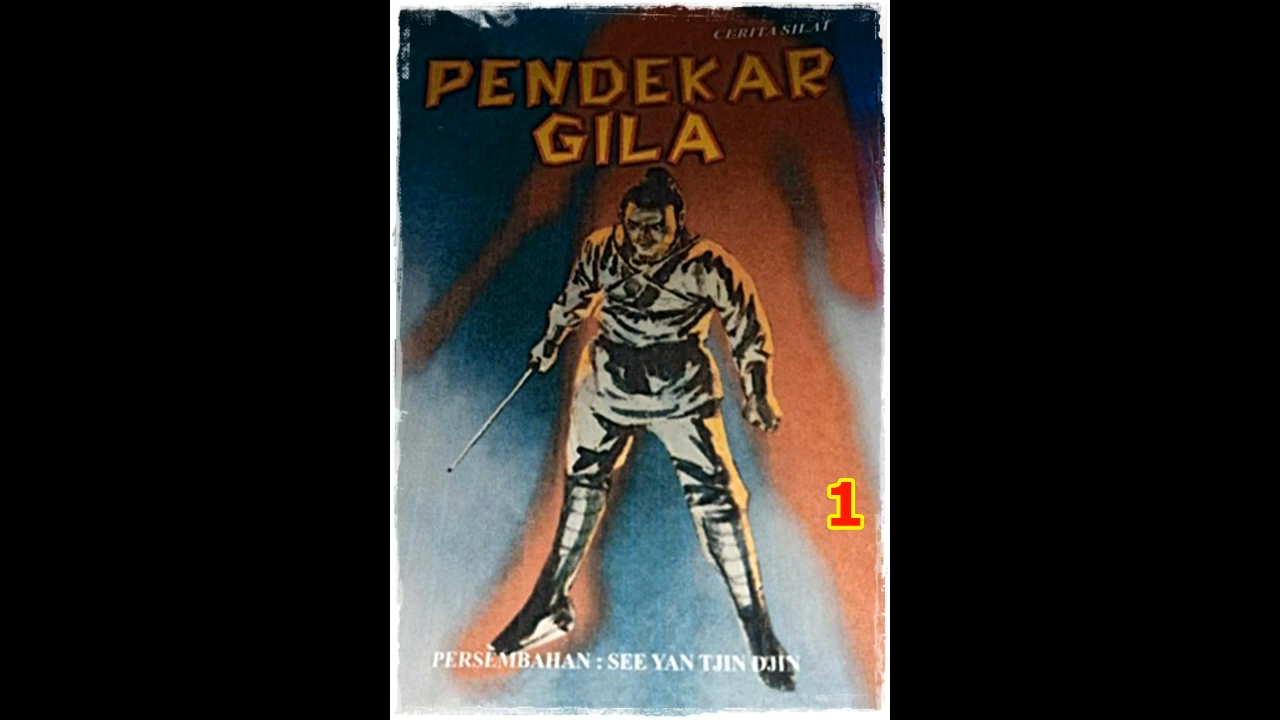 CERITA SILAT
PENDEKAR
GILA
1
PERSEMBAHAN : SEE YAN TJIN DJIN